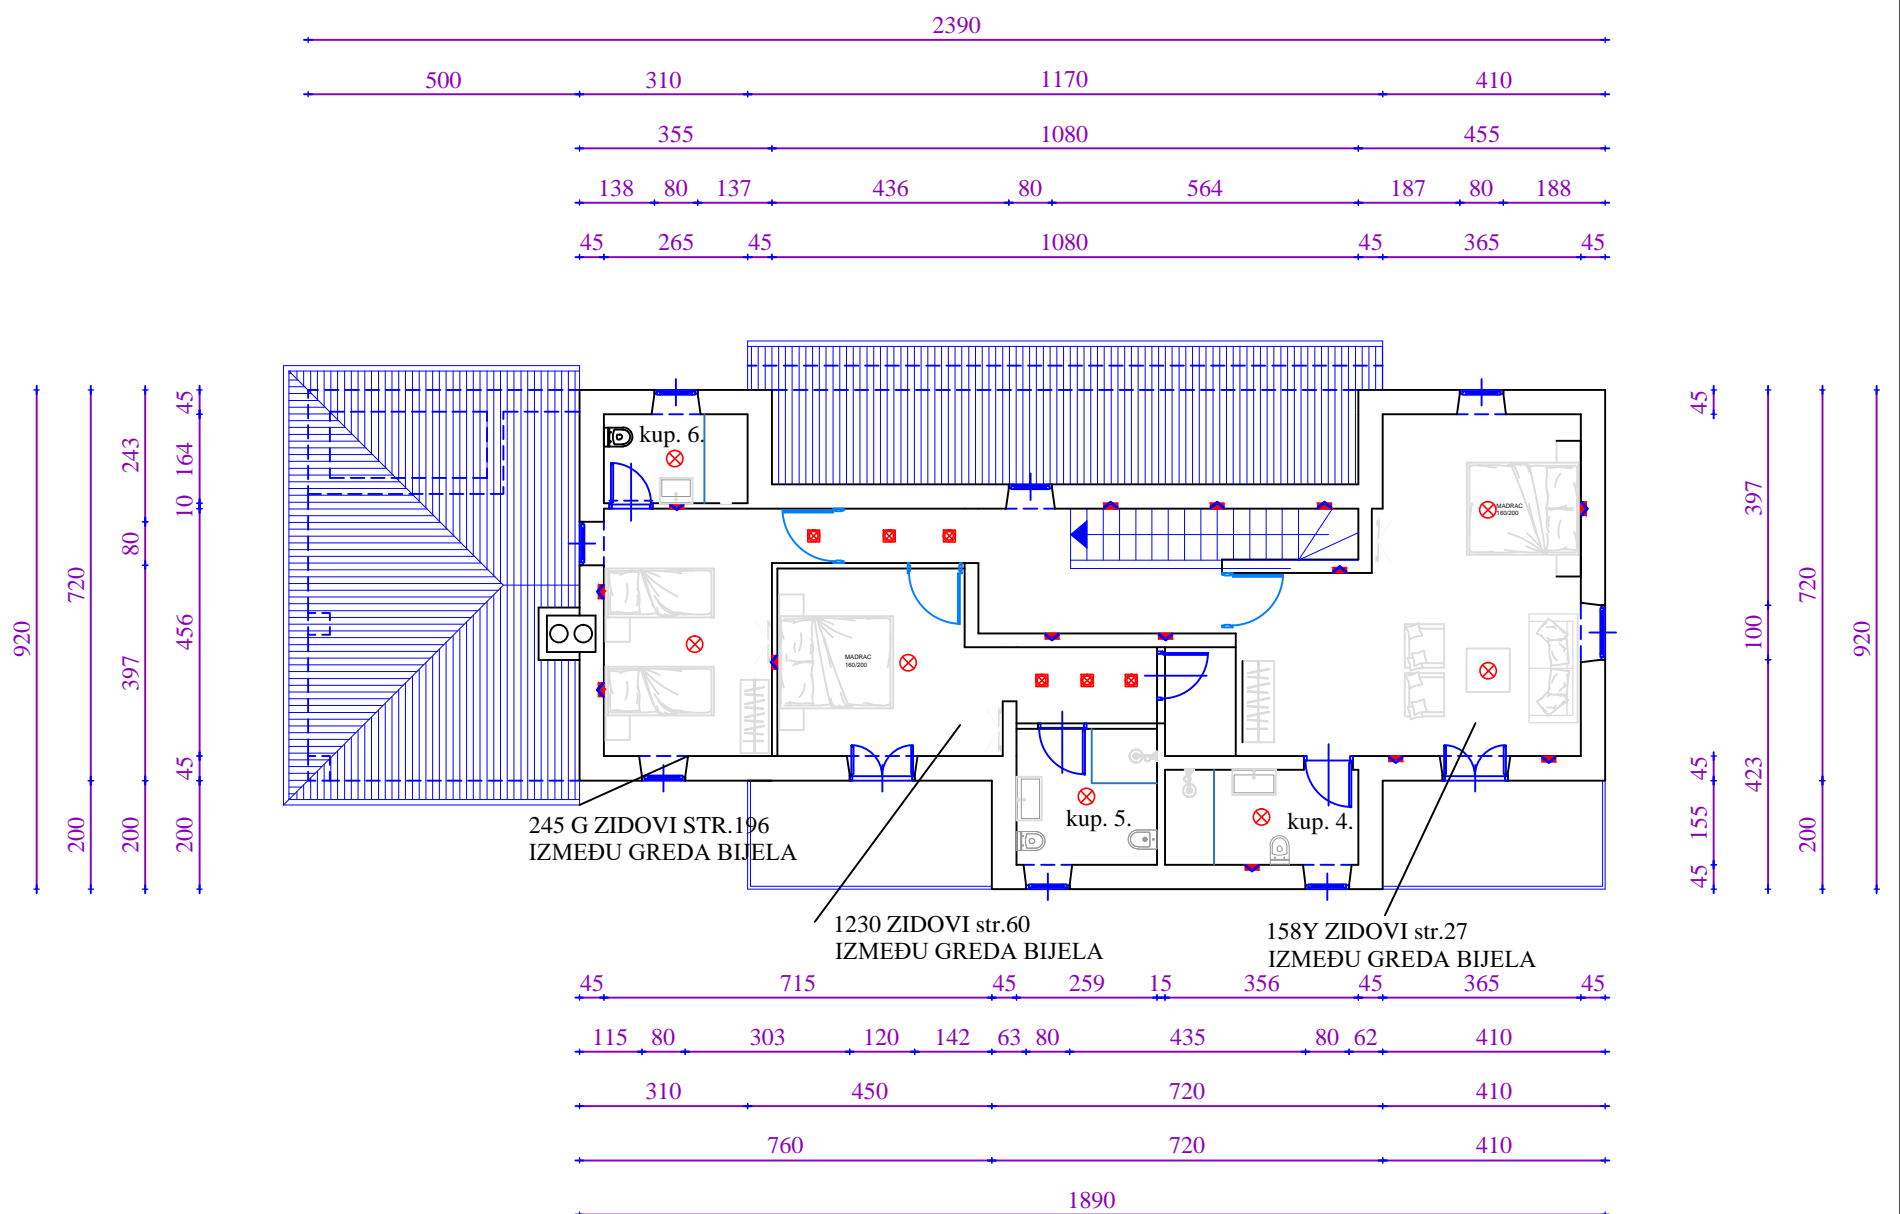 2390
500 310 1170 410
355 1080 455
138 80 137 436 80 564 187 80 188
45 265 45 1080 45 365 45
920
720 200
243 80 397 200
45 164 10 456 45 200
kup. 6.
MADRAC
160/200
MADRAC
160/200
kup. 5.
kup. 4.
45 45 155 45
397 100 423
720 200
920
245 G ZIDOVI STR.196
IZMEĐU GREDA BIJELA
1230 ZIDOVI str.60
IZMEĐU GREDA BIJELA
158Y ZIDOVI str.27
IZMEĐU GREDA BIJELA
45 715 45 259 15 356 45 365 45
115 80 303 120 142 63 80 435 80 62 410
310 450 720 410
760 720 410
1890